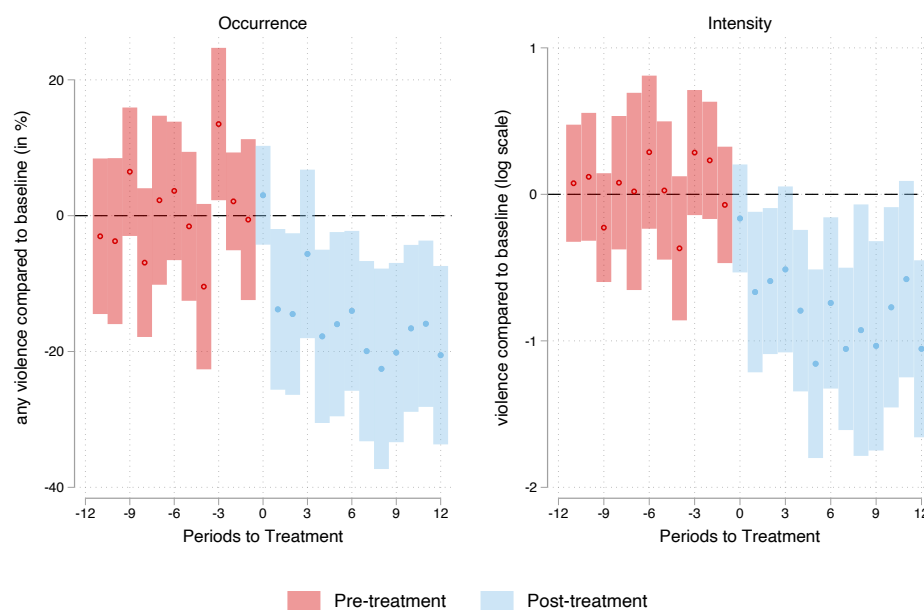 Occurrence
any violence compared to baseline (in %)
20
0
-20
-40
-12 -9 -6 -3 0 3 6 9 12
Periods to Treatment
Intensity
violence compared to baseline (log scale)
1
0
-1
-2
-12 -9 -6 -3 0 3 6 9 12
Periods to Treatment
Pre-treatment Post-treatment